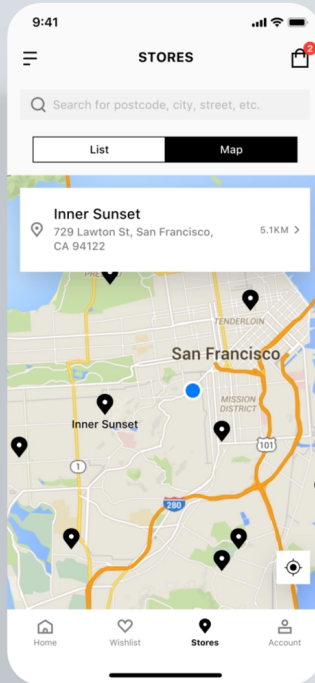 9:41
STORES
2
Search for postcode, city, street, etc.
List
Map
Inner Sunset
729 Lawton St, San Francisco,
CA 94122
5.1KM
TENDERLOIN
San Francisco
MISSION
DISTRICT
Inner Sunset
101
1
280
Home
Wishlist
Stores
Account